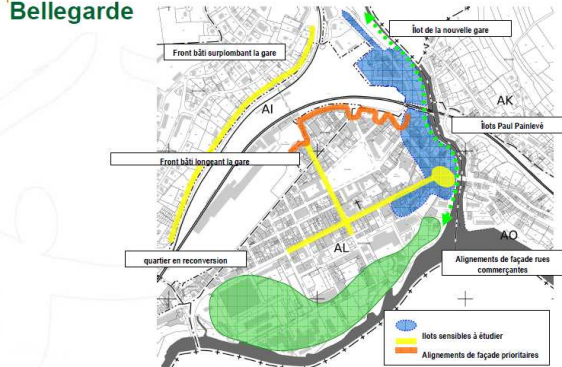 Bellegarde
Îlot de la nouvelle gare
Front bâti surplombant la gare
AI
AK
Îlots Paul Painlevé
Front bâti longeant la gare
AL
AO
quartier en reconversion
Alignements de façade rues
commerçantes
Ilots sensibles à étudier
Alignements de façade prioritaires